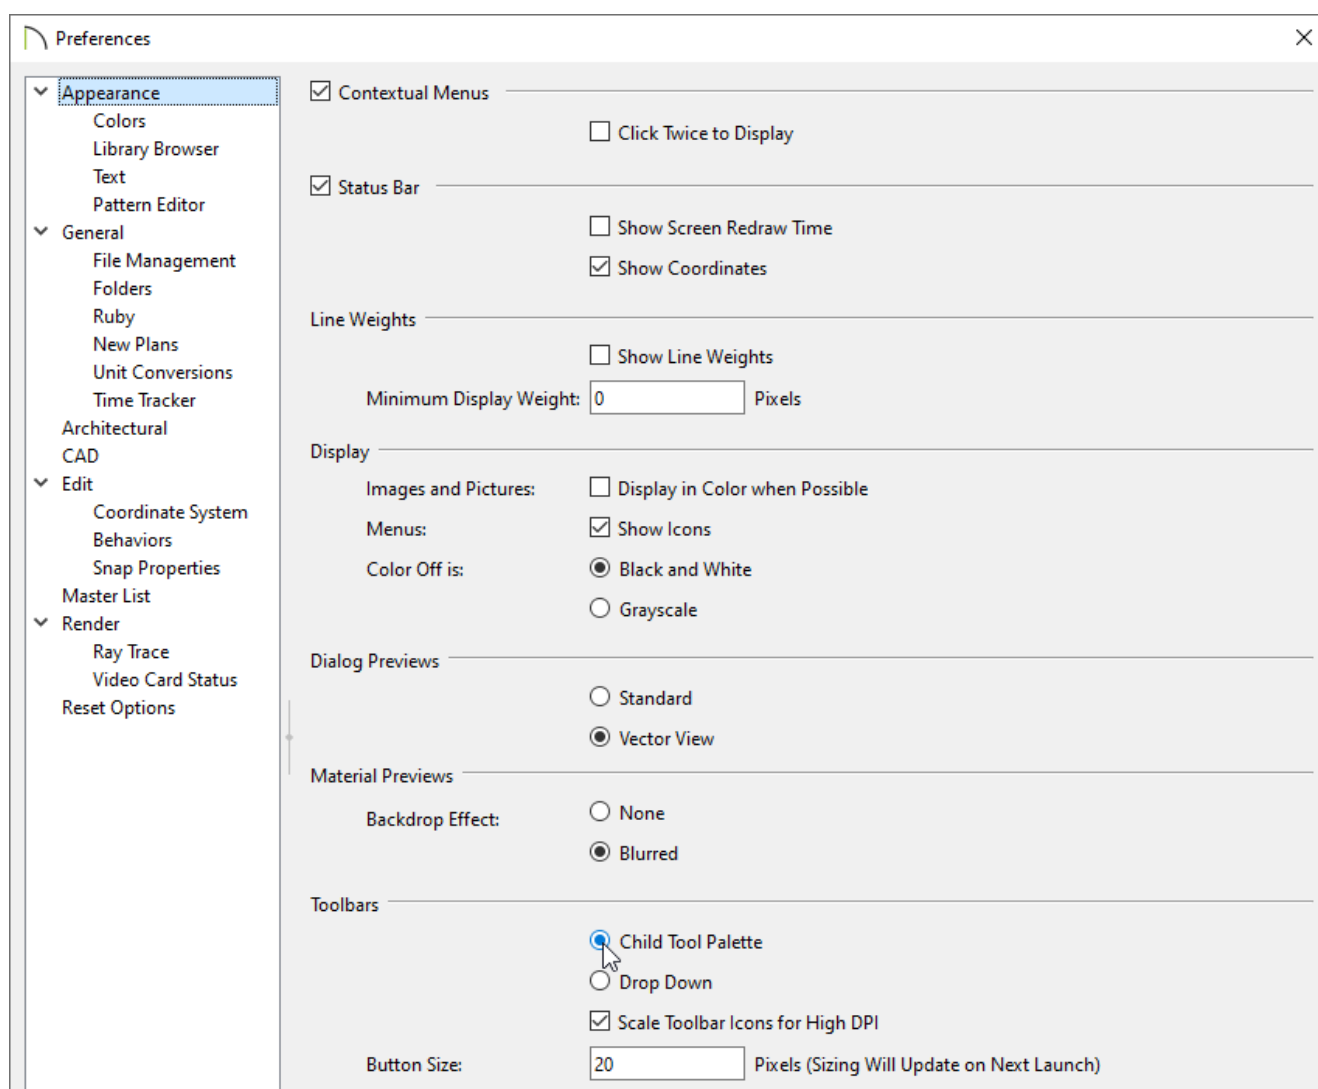 Preferences
Appearance
Colors
Library Browser
Text
Pattern Editor
General
File Management
Folders
Ruby
New Plans
Unit Conversions
Time Tracker
Architectural
CAD
Edit
Coordinate System
Behaviors
Snap Properties
Master List
Render
Ray Trace
Video Card Status
Reset Options
Contextual Menus
Click Twice to Display
Status Bar
Show Screen Redraw Time
Show Coordinates
Line Weights
Show Line Weights
Minimum Display Weight: 0 Pixels
Display
Images and Pictures: Display in Color when Possible
Menus: Show Icons
Color Off is: Black and White
Grayscale
Dialog Previews
Standard
Vector View
Material Previews
Backdrop Effect: None
Blurred
Toolbars
Child Tool Palette
Drop Down
Scale Toolbar Icons for High DPI
Button Size: 20 Pixels (Sizing Will Update on Next Launch)